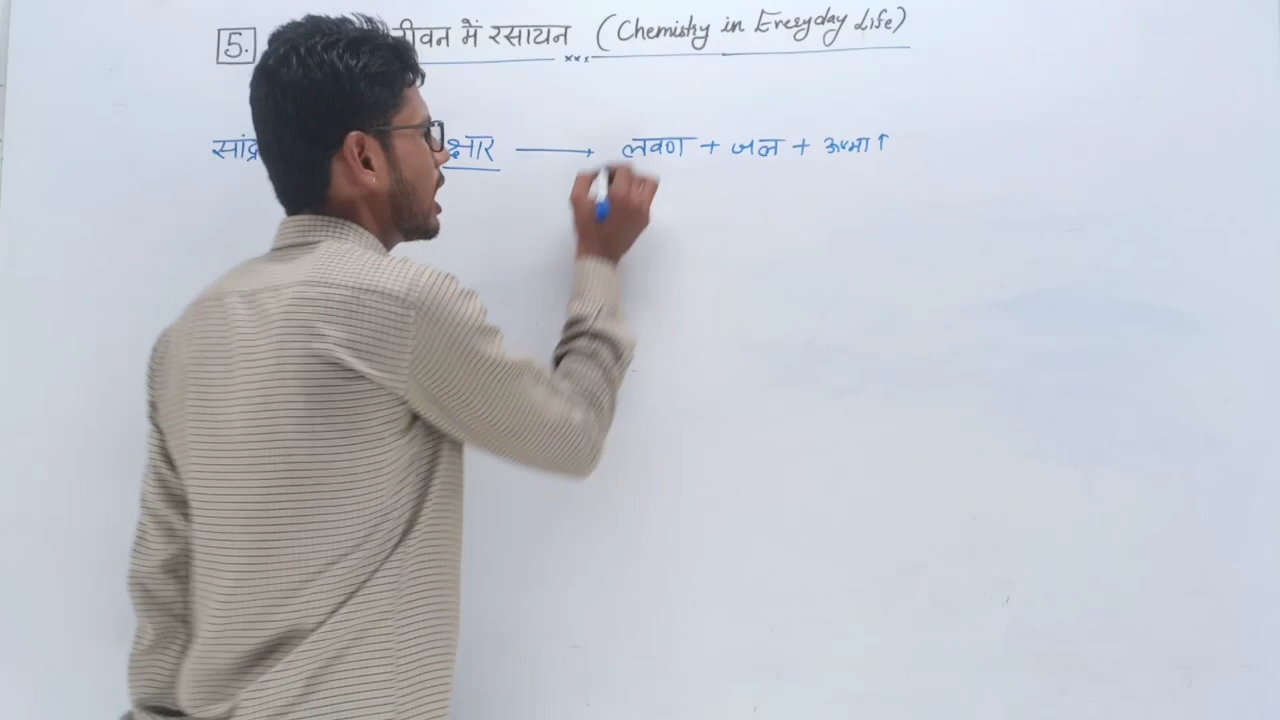 5. जीवन में रसायन (Chemistry in Everyday Life)
सांद्र क्षार → लवण + जल + ऊष्मा ↑